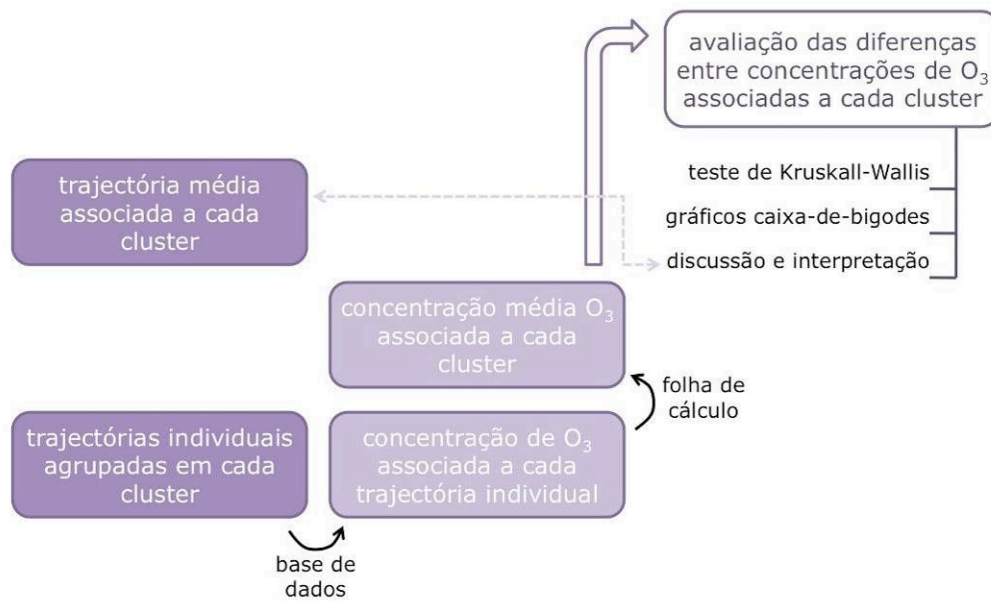 avaliação das diferenças
entre concentrações de O₃
associadas a cada cluster
teste de Kruskall-Wallis
gráficos caixa-de-bigodes
discussão e interpretação
trajectória média
associada a cada
cluster
concentração média O₃
associada a cada
cluster
folha de
cálculo
trajectórias individuais
agrupadas em cada
cluster
concentração de O₃
associada a cada
trajectória individual
base de
dados